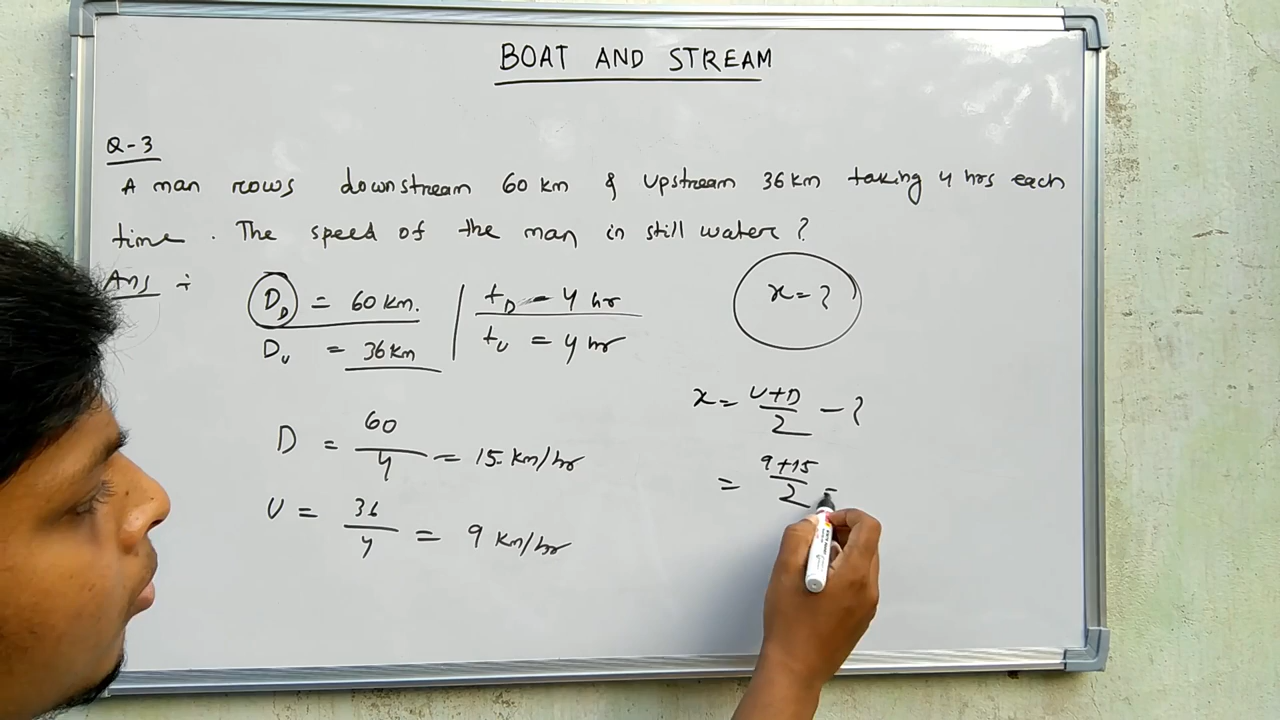 BOAT AND STREAM
Q-3
A man rows downstream 60 km & upstream 36 km taking 4 hrs each
time. The speed of the man in still water?
Ans ÷
D_D = 60 km. | t_D - 4 hr
D_U = 36 km | t_U = 4 hr
x = ?
D = 60/4 = 15 km/hr
U = 36/4 = 9 km/hr
x = U+D/2 - ?
= 9+15/2 =